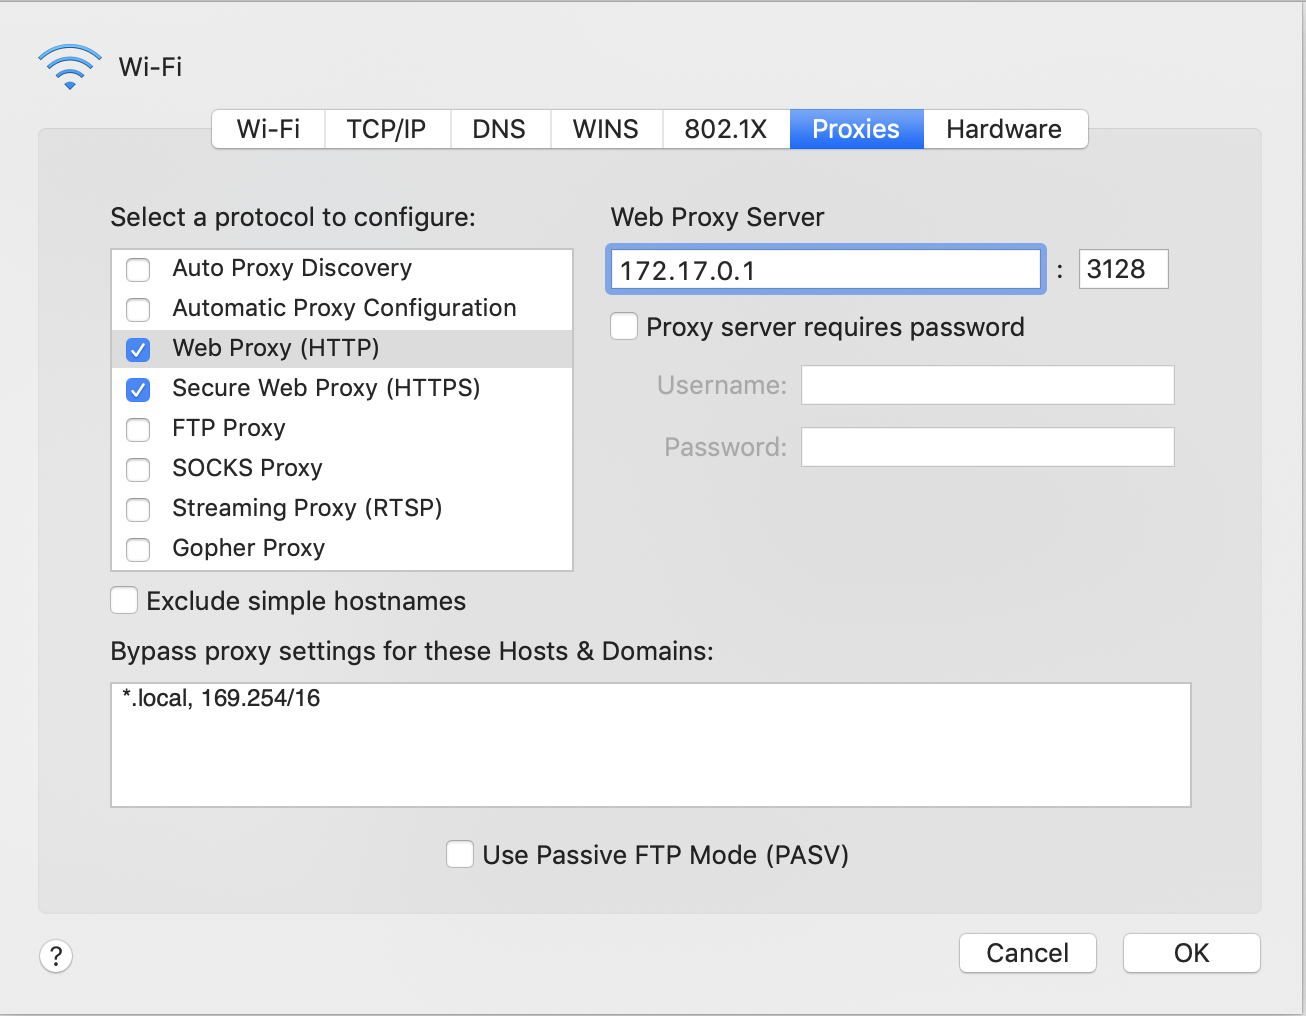 Wi-Fi
Wi-Fi TCP/IP DNS WINS 802.1X Proxies Hardware
Select a protocol to configure:
Auto Proxy Discovery
Automatic Proxy Configuration
Web Proxy (HTTP)
Secure Web Proxy (HTTPS)
FTP Proxy
SOCKS Proxy
Streaming Proxy (RTSP)
Gopher Proxy
Exclude simple hostnames
Web Proxy Server
172.17.0.1 : 3128
Proxy server requires password
Username:
Password:
Bypass proxy settings for these Hosts & Domains:
*.local, 169.254/16
Use Passive FTP Mode (PASV)
? Cancel OK